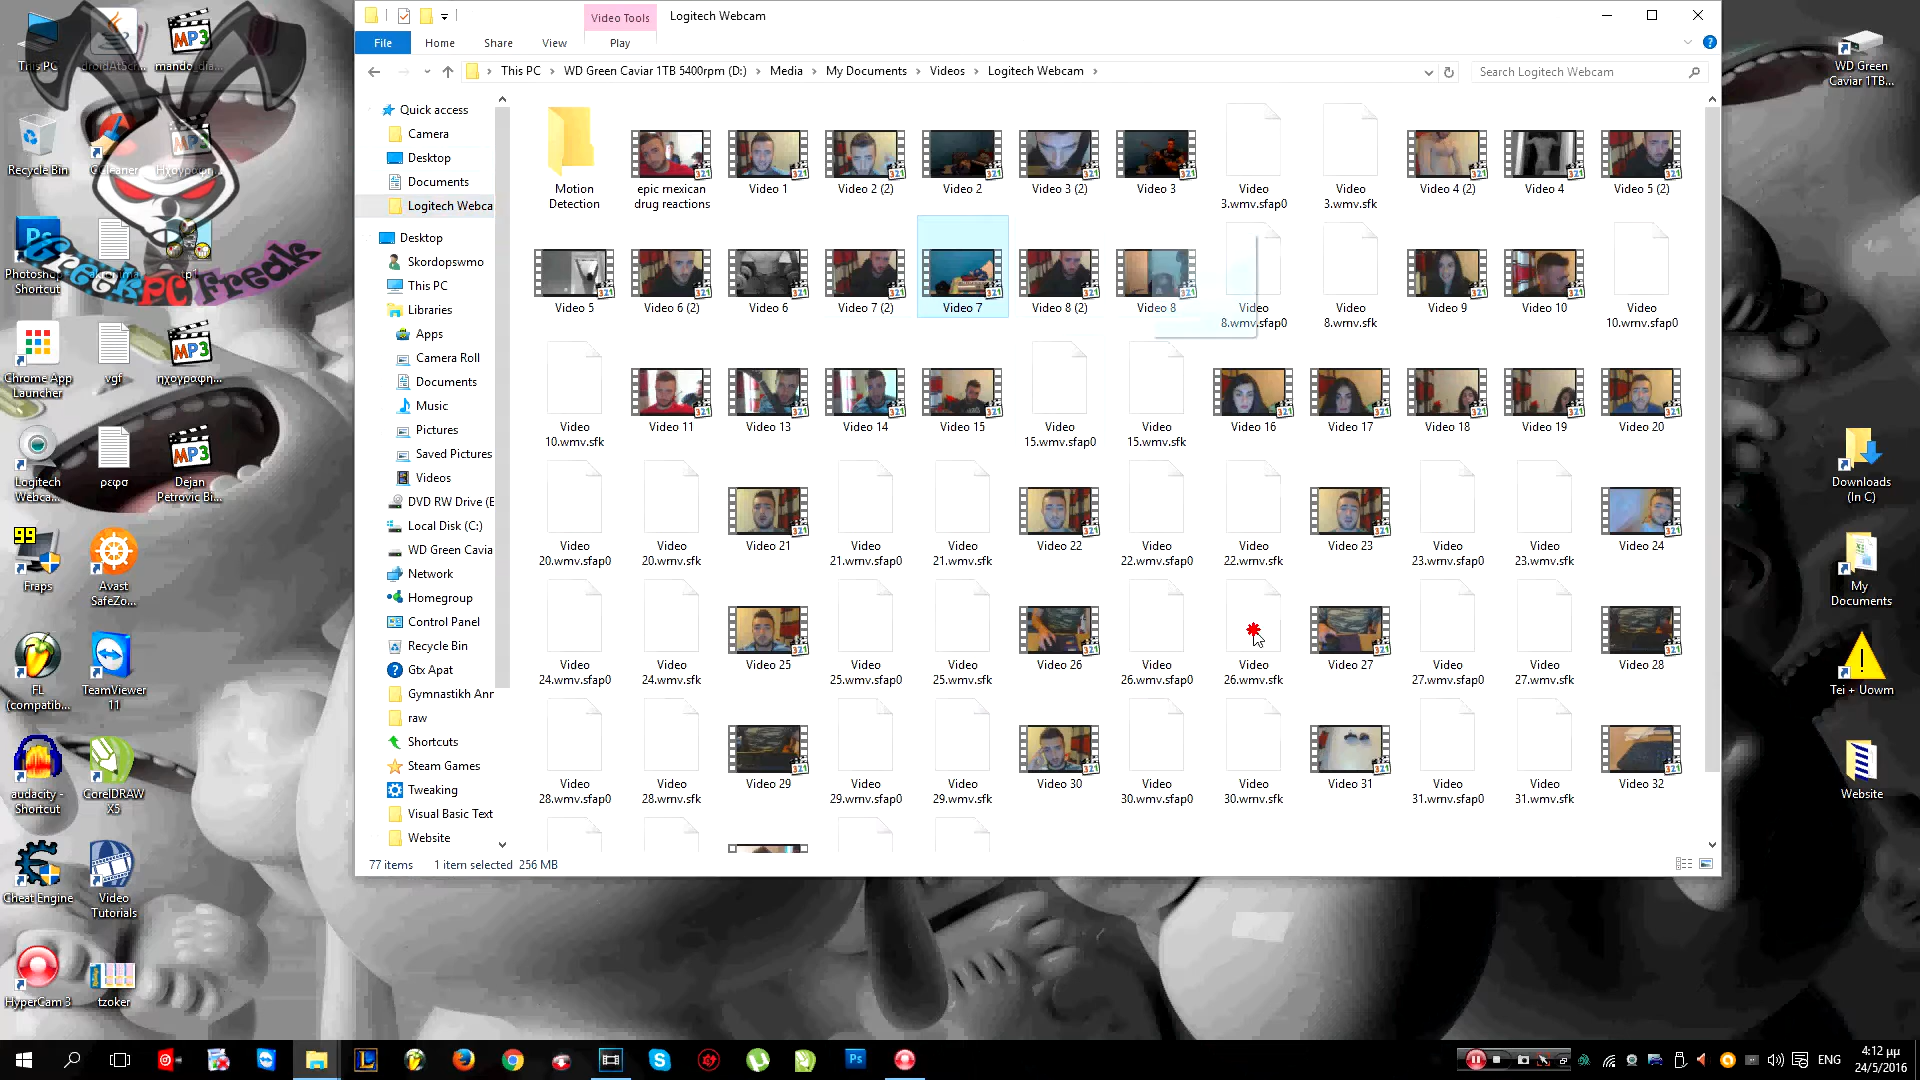 Video Tools
Logitech Webcam
File
Home
Share
View
Play
This PC
WD Green Caviar 1TB 5400rpm (D:)
Media
My Documents
Videos
Logitech Webcam
Search Logitech Webcam
Quick access
Camera
Desktop
Documents
Logitech Webca
Desktop
Skordopswmo
This PC
Libraries
Apps
Camera Roll
Documents
Music
Pictures
Saved Pictures
Videos
DVD RW Drive (E
Local Disk (C:)
WD Green Cavia
Network
Homegroup
Control Panel
Recycle Bin
Gtx Apat
Gymnastikh Anr
raw
Shortcuts
Steam Games
Tweaking
Visual Basic Text
Website
Motion Detection
epic mexican drug reactions
Video 1
Video 2 (2)
Video 2
Video 3 (2)
Video 3
Video 3.wmv.sfap0
Video 3.wmv.sfk
Video 4 (2)
Video 4
Video 5 (2)
Video 5
Video 6 (2)
Video 6
Video 7 (2)
Video 7
Video 8 (2)
Video 8
Video 8.wmv.sfap0
Video 8.wmv.sfk
Video 9
Video 10
Video 10.wmv.sfap0
Video 10.wmv.sfk
Video 11
Video 13
Video 14
Video 15
Video 15.wmv.sfap0
Video 15.wmv.sfk
Video 16
Video 17
Video 18
Video 19
Video 20
Video 20.wmv.sfap0
Video 20.wmv.sfk
Video 21
Video 21.wmv.sfap0
Video 21.wmv.sfk
Video 22
Video 22.wmv.sfap0
Video 22.wmv.sfk
Video 23
Video 23.wmv.sfap0
Video 23.wmv.sfk
Video 24
Video 24.wmv.sfap0
Video 24.wmv.sfk
Video 25
Video 25.wmv.sfap0
Video 25.wmv.sfk
Video 26
Video 26.wmv.sfap0
Video 26.wmv.sfk
Video 27
Video 27.wmv.sfap0
Video 27.wmv.sfk
Video 28
Video 28.wmv.sfap0
Video 28.wmv.sfk
Video 29
Video 29.wmv.sfap0
Video 29.wmv.sfk
Video 30
Video 30.wmv.sfap0
Video 30.wmv.sfk
Video 31
Video 31.wmv.sfap0
Video 31.wmv.sfk
Video 32
77 items
1 item selected 256 MB
This PC
mando_dia...
Recycle Bin
CCleaner
GreekPCFreak
Photoshop Shortcut
tp1
Chrome App Launcher
vgf
ηχογραφη...
Logitech Webca...
ρεφσ
Dejan Petrovic Bi...
Fraps
Avast SafeZo...
FL (compatib...
TeamViewer 11
audacity - Shortcut
CorelDRAW X5
Cheat Engine
Video Tutorials
HyperCam 3
tzoker
WD Green Caviar 1TB...
Downloads (In C)
My Documents
Tei + Uowm
Website
ENG
4:12 μμ
24/5/2016